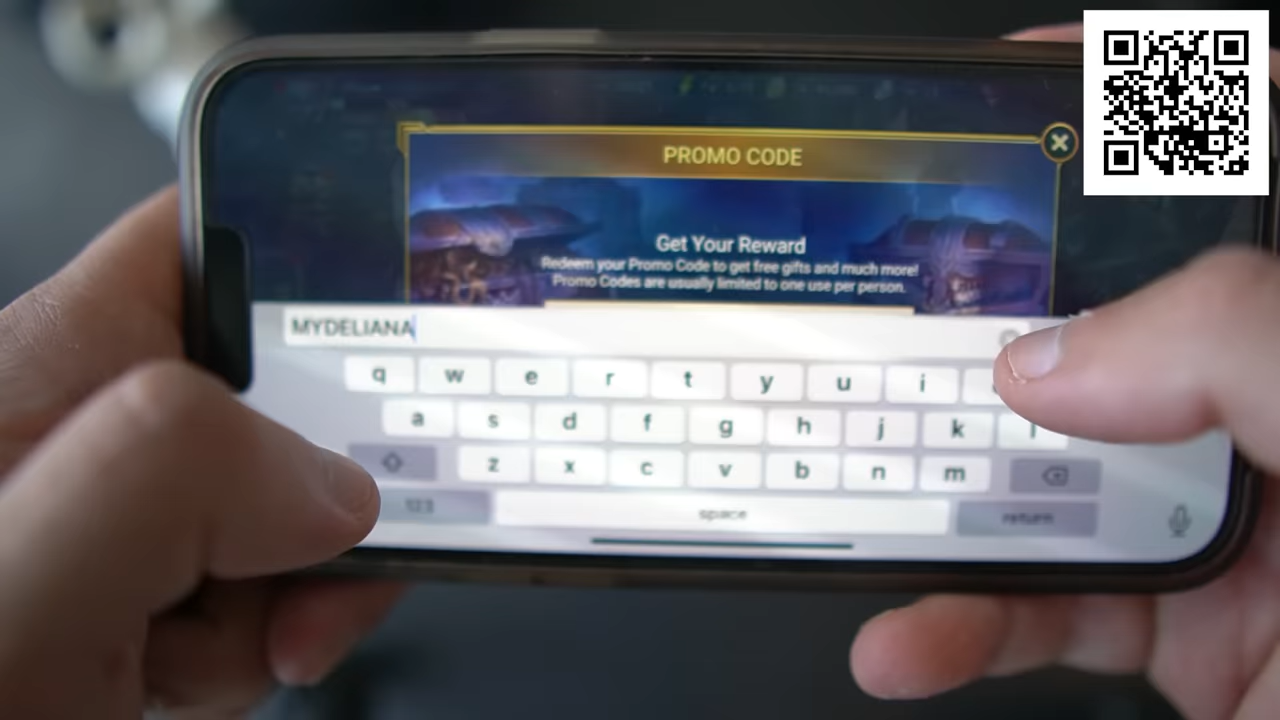 PROMO CODE
Get Your Reward
Redeem your Promo Code to get free gifts and much more!
Promo Codes are usually limited to one use per person.
MYDELIANA
q w e r t y u i
a s d f g h j k l
z x c v b n m
123 space return